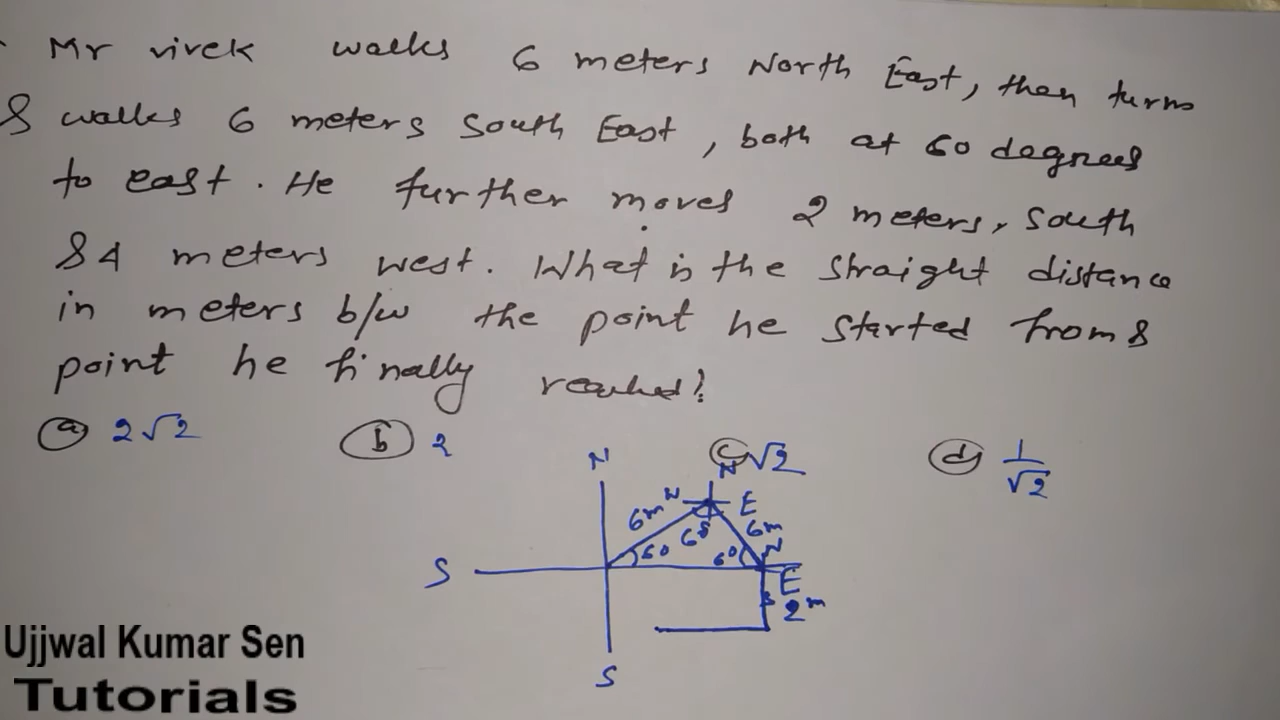 Mr vivek walks 6 meters North East, then turns
& walks 6 meters South East, both at 60 degrees
to east. He further moves 2 meters, South
& 4 meters west. What is the straight distance
in meters b/w the point he started from &
point he finally reached?
(a) 2√2 (b) 2 (c) √2 (d) 1/√2
N N
6m N E
60 60 6m
60 N
S E
2m
S
Ujjwal Kumar Sen
Tutorials